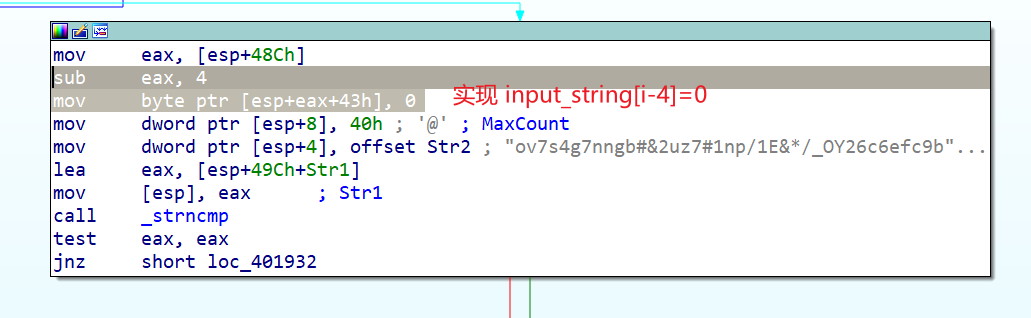 mov eax, [esp+48Ch]
sub eax, 4
mov byte ptr [esp+eax+43h], 0
实现 input_string[i-4]=0
mov dword ptr [esp+8], 40h ; '@' ; MaxCount
mov dword ptr [esp+4], offset Str2 ; "ov7s4g7nngb#&2uz7#1np/1E&*/_OY26c6efc9b"...
lea eax, [esp+49Ch+Str1]
mov [esp], eax ; Str1
call _strncmp
test eax, eax
jnz short loc_401932